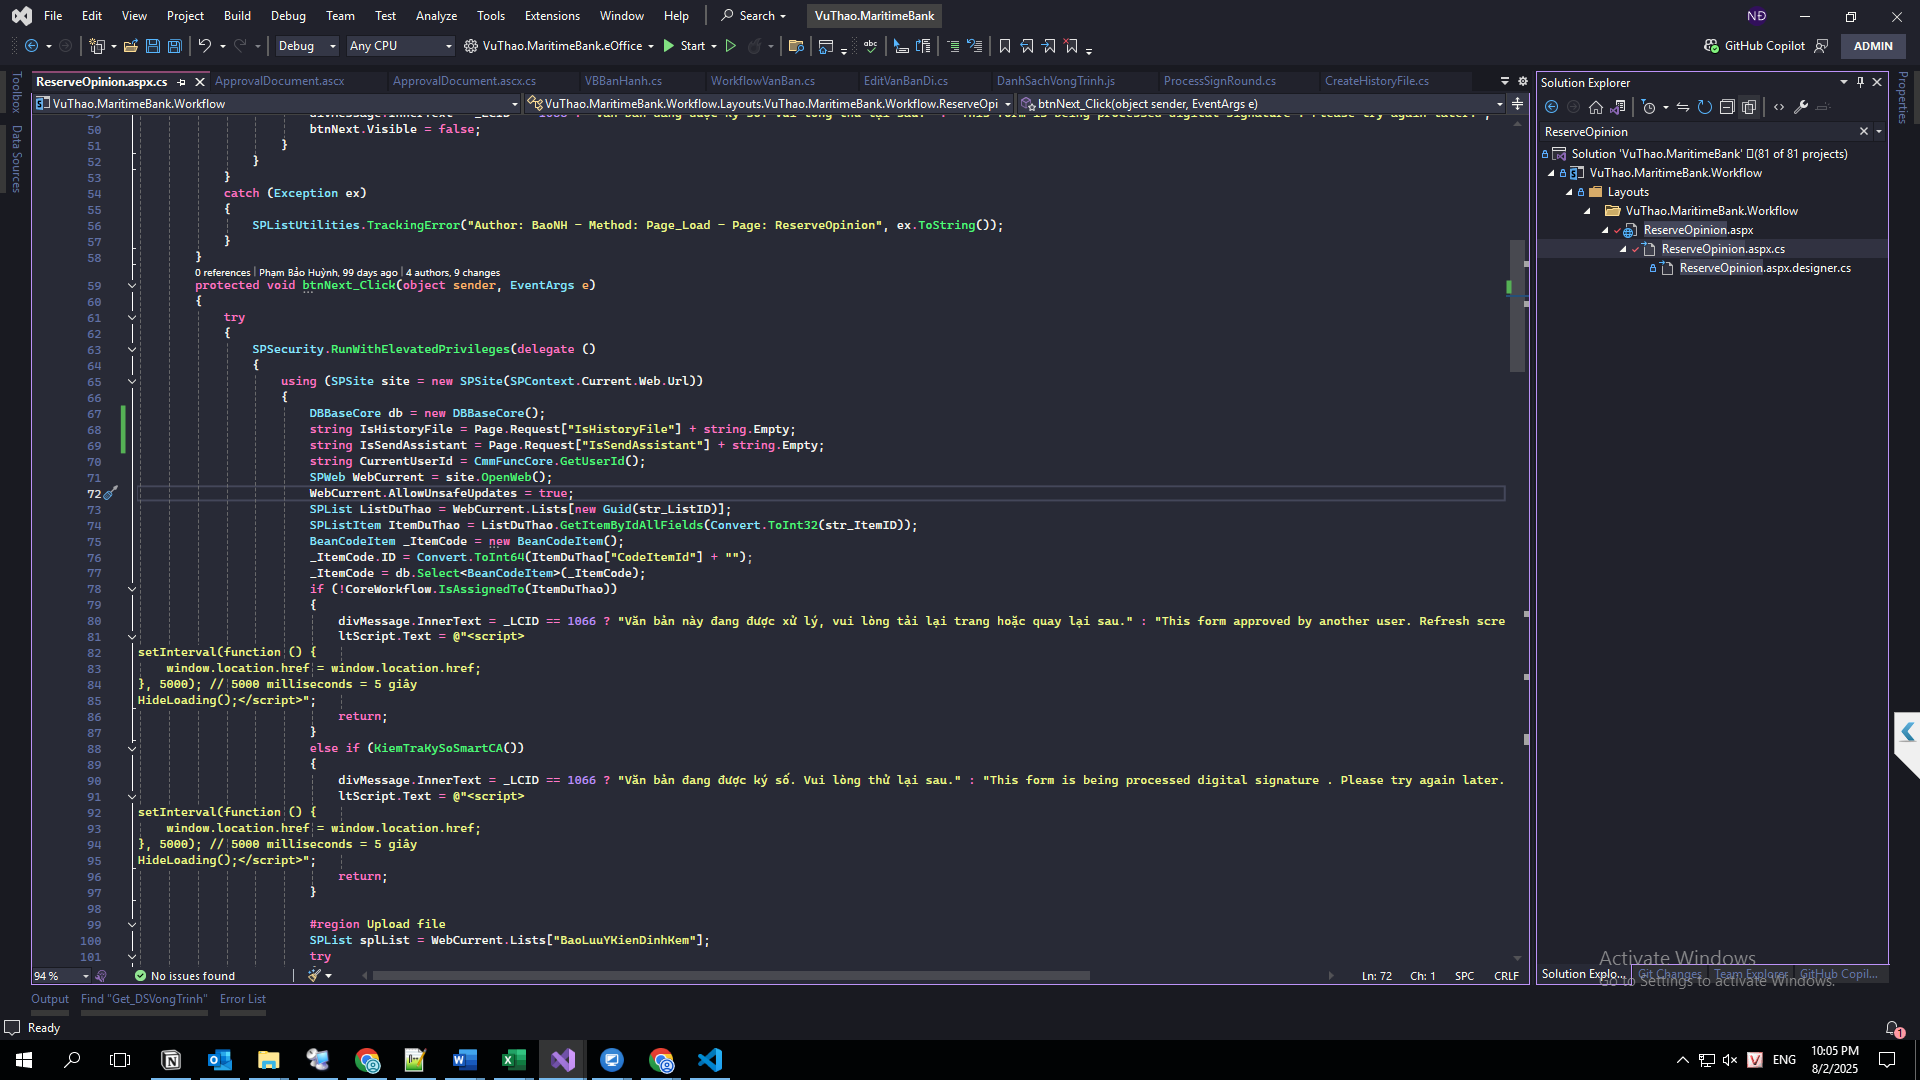 File Edit View Project Build Debug Team Test Analyze Tools Extensions Window Help Search VuThao.MaritimeBank NĐ
Debug Any CPU VuThao.MaritimeBank.eOffice Start GitHub Copilot ADMIN
Toolbox
Data Sources
ReserveOpinion.aspx.cs ApprovalDocument.ascx ApprovalDocument.ascx.cs VBBanHanh.cs WorkflowVanBan.cs EditVanBanDi.cs DanhSachVongTrinh.js ProcessSignRound.cs CreateHistoryFile.cs
VuThao.MaritimeBank.Workflow VuThao.MaritimeBank.Workflow.Layouts.VuThao.MaritimeBank.Workflow.ReserveOpi btnNext_Click(object sender, EventArgs e)
50 btnNext.Visible = false;
51 }
52 }
53 }
54 catch (Exception ex)
55 {
56 SPListUtilities.TrackingError("Author: BaoNH - Method: Page_Load - Page: ReserveOpinion", ex.ToString());
57 }
58 }
0 references | Phạm Bảo Huỳnh, 99 days ago | 4 authors, 9 changes
59 protected void btnNext_Click(object sender, EventArgs e)
60 {
61 try
62 {
63 SPSecurity.RunWithElevatedPrivileges(delegate ()
64 {
65 using (SPSite site = new SPSite(SPContext.Current.Web.Url))
66 {
67 DBBaseCore db = new DBBaseCore();
68 string IsHistoryFile = Page.Request["IsHistoryFile"] + string.Empty;
69 string IsSendAssistant = Page.Request["IsSendAssistant"] + string.Empty;
70 string CurrentUserId = CmmFuncCore.GetUserId();
71 SPWeb WebCurrent = site.OpenWeb();
72 WebCurrent.AllowUnsafeUpdates = true;
73 SPList ListDuThao = WebCurrent.Lists[new Guid(str_ListID)];
74 SPListItem ItemDuThao = ListDuThao.GetItemByIdAllFields(Convert.ToInt32(str_ItemID));
75 BeanCodeItem _ItemCode = new BeanCodeItem();
76 _ItemCode.ID = Convert.ToInt64(ItemDuThao["CodeItemId"] + "");
77 _ItemCode = db.Select<BeanCodeItem>(_ItemCode);
78 if (!CoreWorkflow.IsAssignedTo(ItemDuThao))
79 {
80 divMessage.InnerText = _LCID == 1066 ? "Văn bản này đang được xử lý, vui lòng tải lại trang hoặc quay lại sau." : "This form approved by another user. Refresh scre
81 ltScript.Text = @"<script>
82 setInterval(function () {
83 window.location.href = window.location.href;
84 }, 5000); // 5000 milliseconds = 5 giây
85 HideLoading();</script>";
86 return;
87 }
88 else if (KiemTraKySoSmartCA())
89 {
90 divMessage.InnerText = _LCID == 1066 ? "Văn bản đang được ký số. Vui lòng thử lại sau." : "This form is being processed digital signature . Please try again later.
91 ltScript.Text = @"<script>
92 setInterval(function () {
93 window.location.href = window.location.href;
94 }, 5000); // 5000 milliseconds = 5 giây
95 HideLoading();</script>";
96 return;
97 }
98
99 #region Upload file
100 SPList splList = WebCurrent.Lists["BaoLuuYKienDinhKem"];
101 try
94 % No issues found Ln: 72 Ch: 1 SPC CRLF
Output Find "Get_DSVongTrinh" Error List
Ready
Solution Explorer
ReserveOpinion
Solution 'VuThao.MaritimeBank' (81 of 81 projects)
VuThao.MaritimeBank.Workflow
Layouts
VuThao.MaritimeBank.Workflow
ReserveOpinion.aspx
ReserveOpinion.aspx.cs
ReserveOpinion.aspx.designer.cs
Properties
Activate Windows
Go to Settings to activate Windows.
Solution Explo... Git Changes Team Explorer GitHub Copil...
1
ENG
10:05 PM
8/2/2025